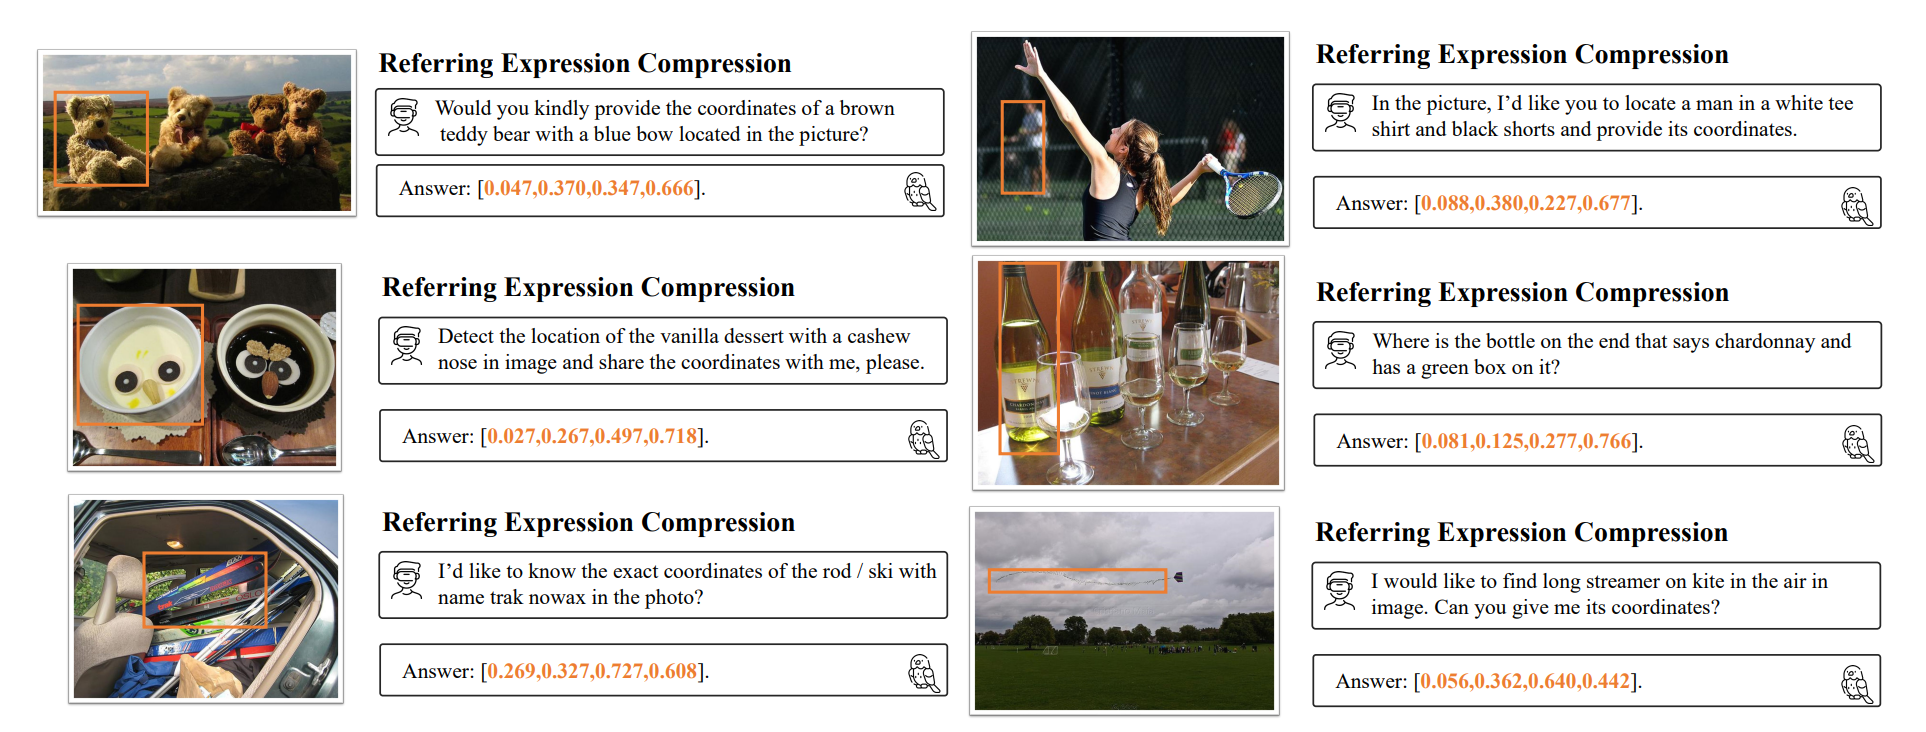 Referring Expression Compression
Would you kindly provide the coordinates of a brown
teddy bear with a blue bow located in the picture?
Answer: [0.047,0.370,0.347,0.666].
Referring Expression Compression
In the picture, I'd like you to locate a man in a white tee
shirt and black shorts and provide its coordinates.
Answer: [0.088,0.380,0.227,0.677].
Referring Expression Compression
Detect the location of the vanilla dessert with a cashew
nose in image and share the coordinates with me, please.
Answer: [0.027,0.267,0.497,0.718].
Referring Expression Compression
Where is the bottle on the end that says chardonnay and
has a green box on it?
Answer: [0.081,0.125,0.277,0.766].
Referring Expression Compression
I'd like to know the exact coordinates of the rod / ski with
name trak nowax in the photo?
Answer: [0.269,0.327,0.727,0.608].
Referring Expression Compression
I would like to find long streamer on kite in the air in
image. Can you give me its coordinates?
Answer: [0.056,0.362,0.640,0.442].